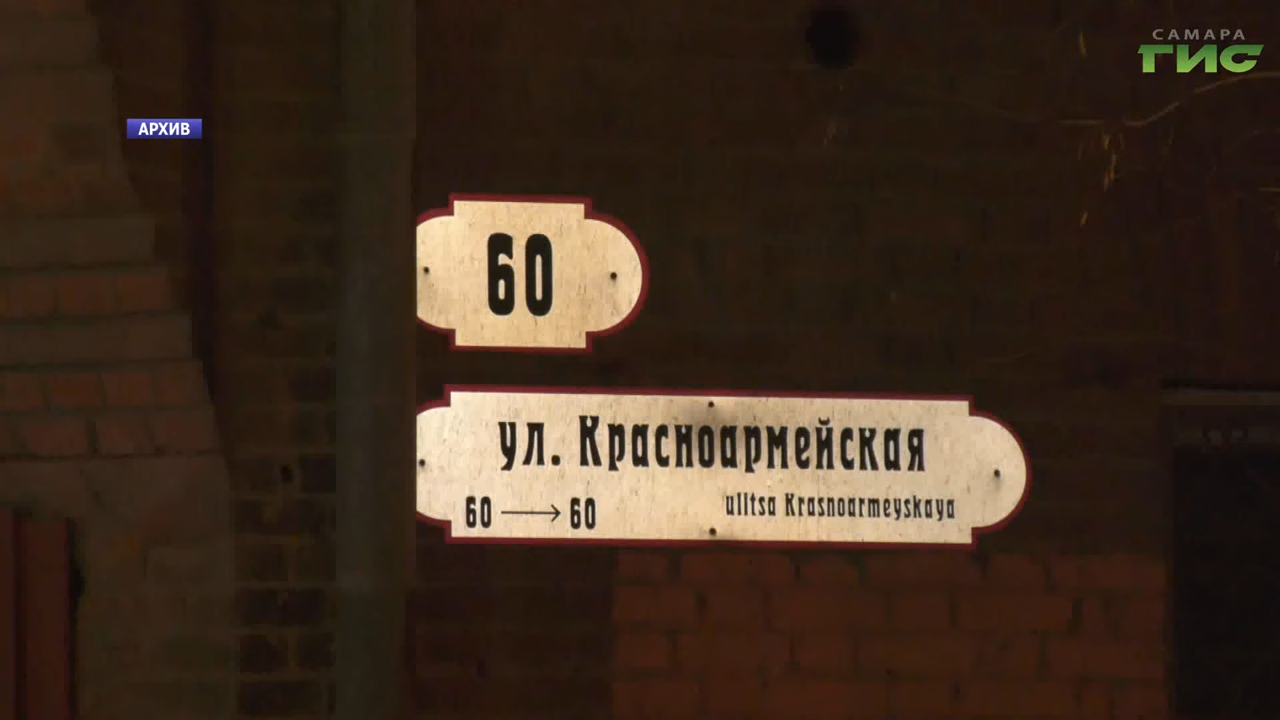 САМАРА
ГИС
АРХИВ
60
ул. Красноармейская
60 → 60
ulitsa Krasnoarmeyskaya